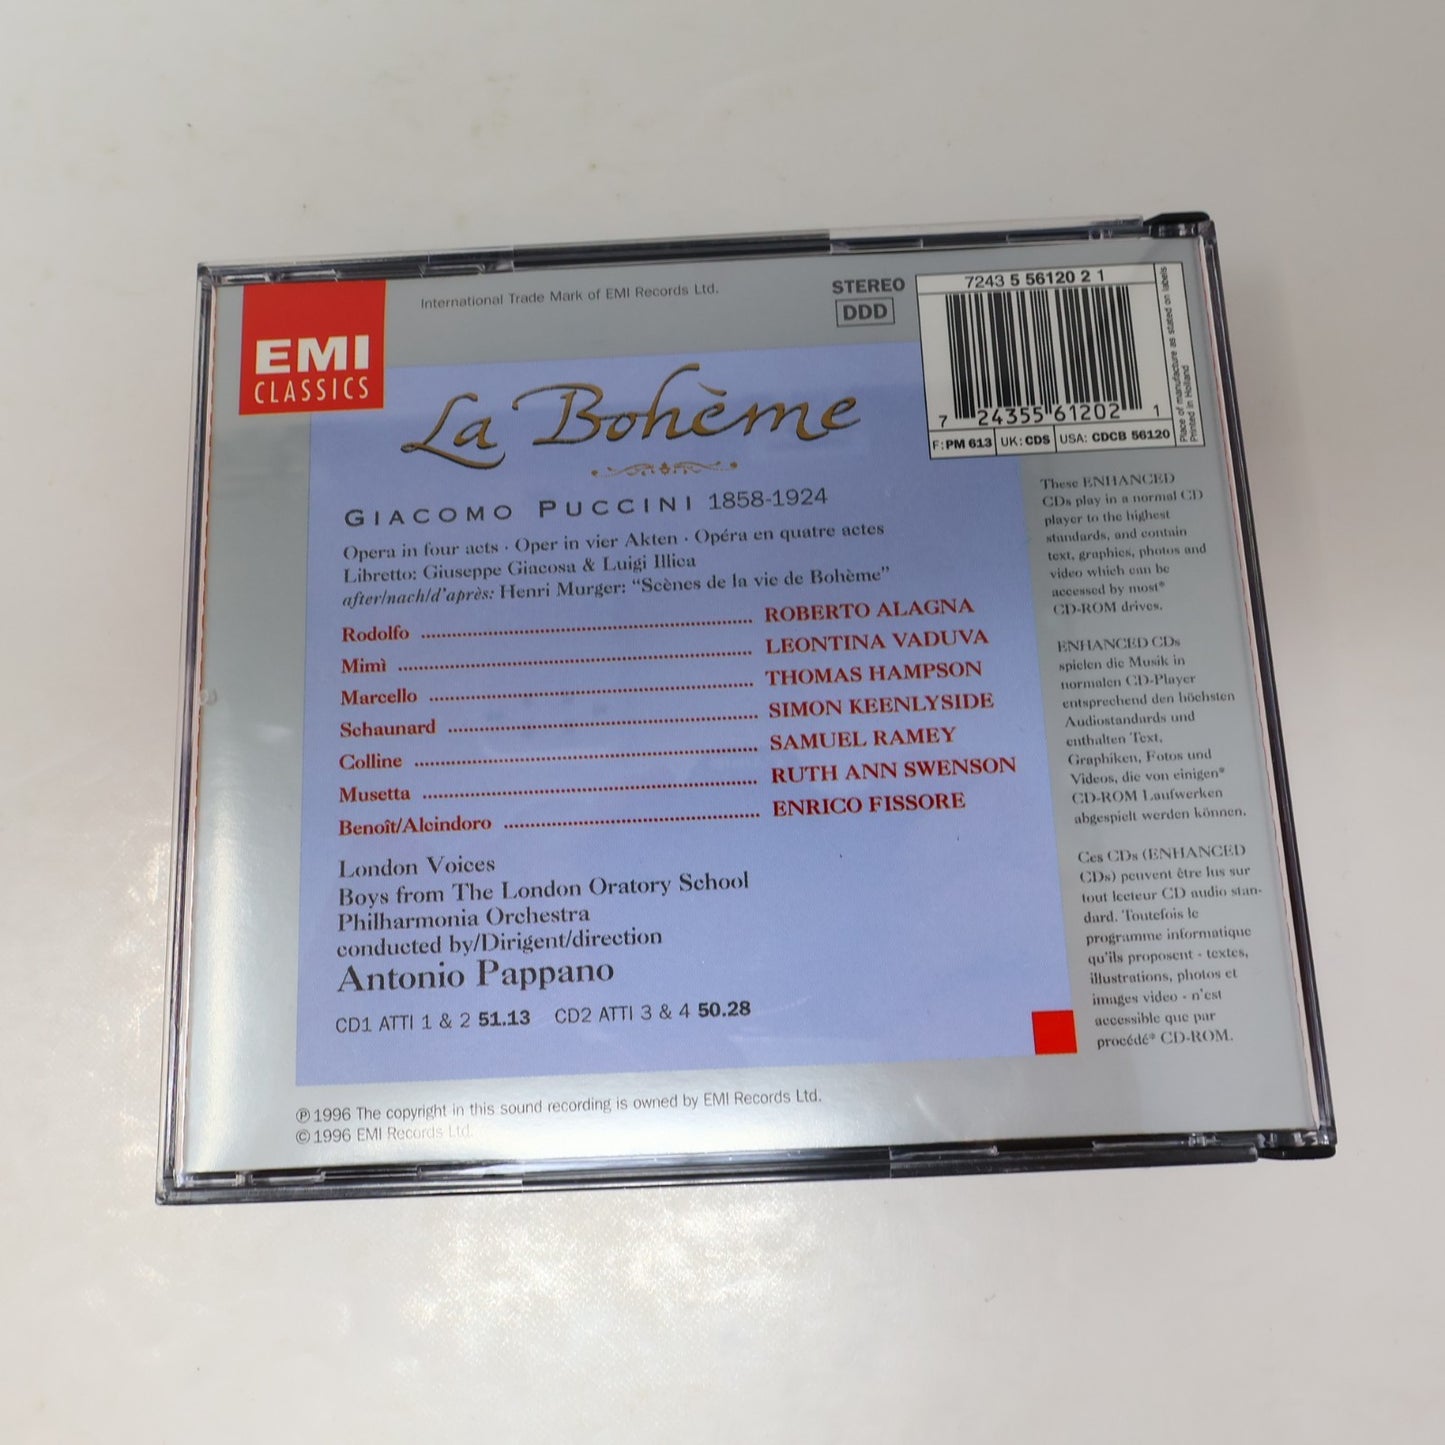 EMI
CLASSICS
International Trade Mark of EMI Records Ltd.
STEREO
DDD
7243 5 56120 2 1
7 24355 61202 1
F: PM 613 UK: CDS USA: CDCB 56120
Place of manufacture as stated on labels
Printed in Holland
La Bohème
GIACOMO PUCCINI 1858-1924
Opera in four acts · Oper in vier Akten · Opéra en quatre actes
Libretto: Giuseppe Giacosa & Luigi Illica
after/nach/d'après: Henri Murger: “Scènes de la vie de Bohème”
Rodolfo ........ ROBERTO ALAGNA
Mimì ........ LEONTINA VADUVA
Marcello ........ THOMAS HAMPSON
Schaunard ........ SIMON KEENLYSIDE
Colline ........ SAMUEL RAMEY
Musetta ........ RUTH ANN SWENSON
Benoît/Alcindoro ........ ENRICO FISSORE
London Voices
Boys from The London Oratory School
Philharmonia Orchestra
conducted by/Dirigent/direction
Antonio Pappano
CD1 ATTI 1 & 2 51.13 CD2 ATTI 3 & 4 50.28
These ENHANCED
CDs play in a normal CD
player to the highest
standards, and contain
text, graphics, photos and
video which can be
accessed by most*
CD-ROM drives.
ENHANCED CDs
spielen die Musik in
normalen CD-Player
entsprechend den höchsten
Audiostandards und
enthalten Text,
Graphiken, Fotos und
Videos, die von einigen*
CD-ROM Laufwerken
abgespielt werden können.
Ces CDs (ENHANCED
CDs) peuvent être lus sur
tout lecteur CD audio stan-
dard. Toutefois le
programme informatique
qu'ils proposent - textes,
illustrations, photos et
images video - n'est
accessible que par
procédé* CD-ROM.
℗ 1996 The copyright in this sound recording is owned by EMI Records Ltd.
© 1996 EMI Records Ltd.